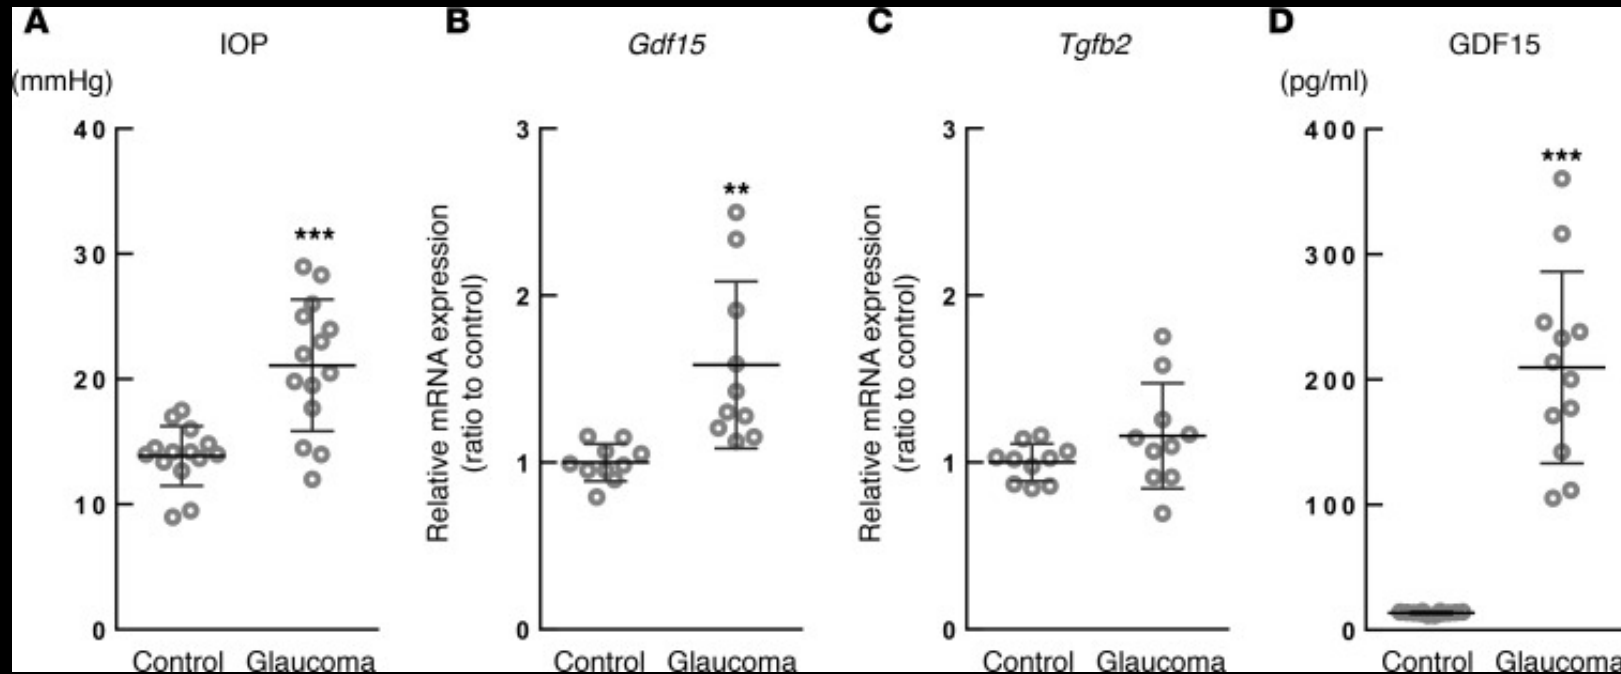 A
IOP
(mmHg)
40
30
20
10
0
***
Control Glaucoma
B
Gdf15
Relative mRNA expression
(ratio to control)
3
2
1
0
**
Control Glaucoma
C
Tgfb2
Relative mRNA expression
(ratio to control)
3
2
1
0
Control Glaucoma
D
GDF15
(pg/ml)
400
300
200
100
0
***
Control Glaucoma